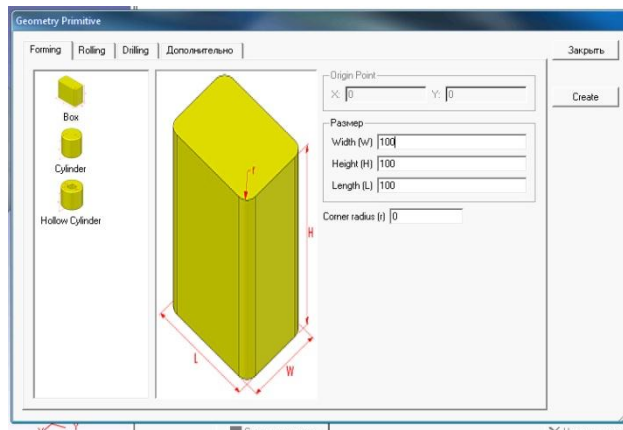 Geometry Primitive
Forming
Rolling
Drilling
Дополнительно
Закрыть
Create
Box
Cylinder
Hollow Cylinder
r
H
L
W
Origin Point
X: 0
Y: 0
Размер
Width (W) 100
Height (H) 100
Length (L) 100
Corner radius (r) 0